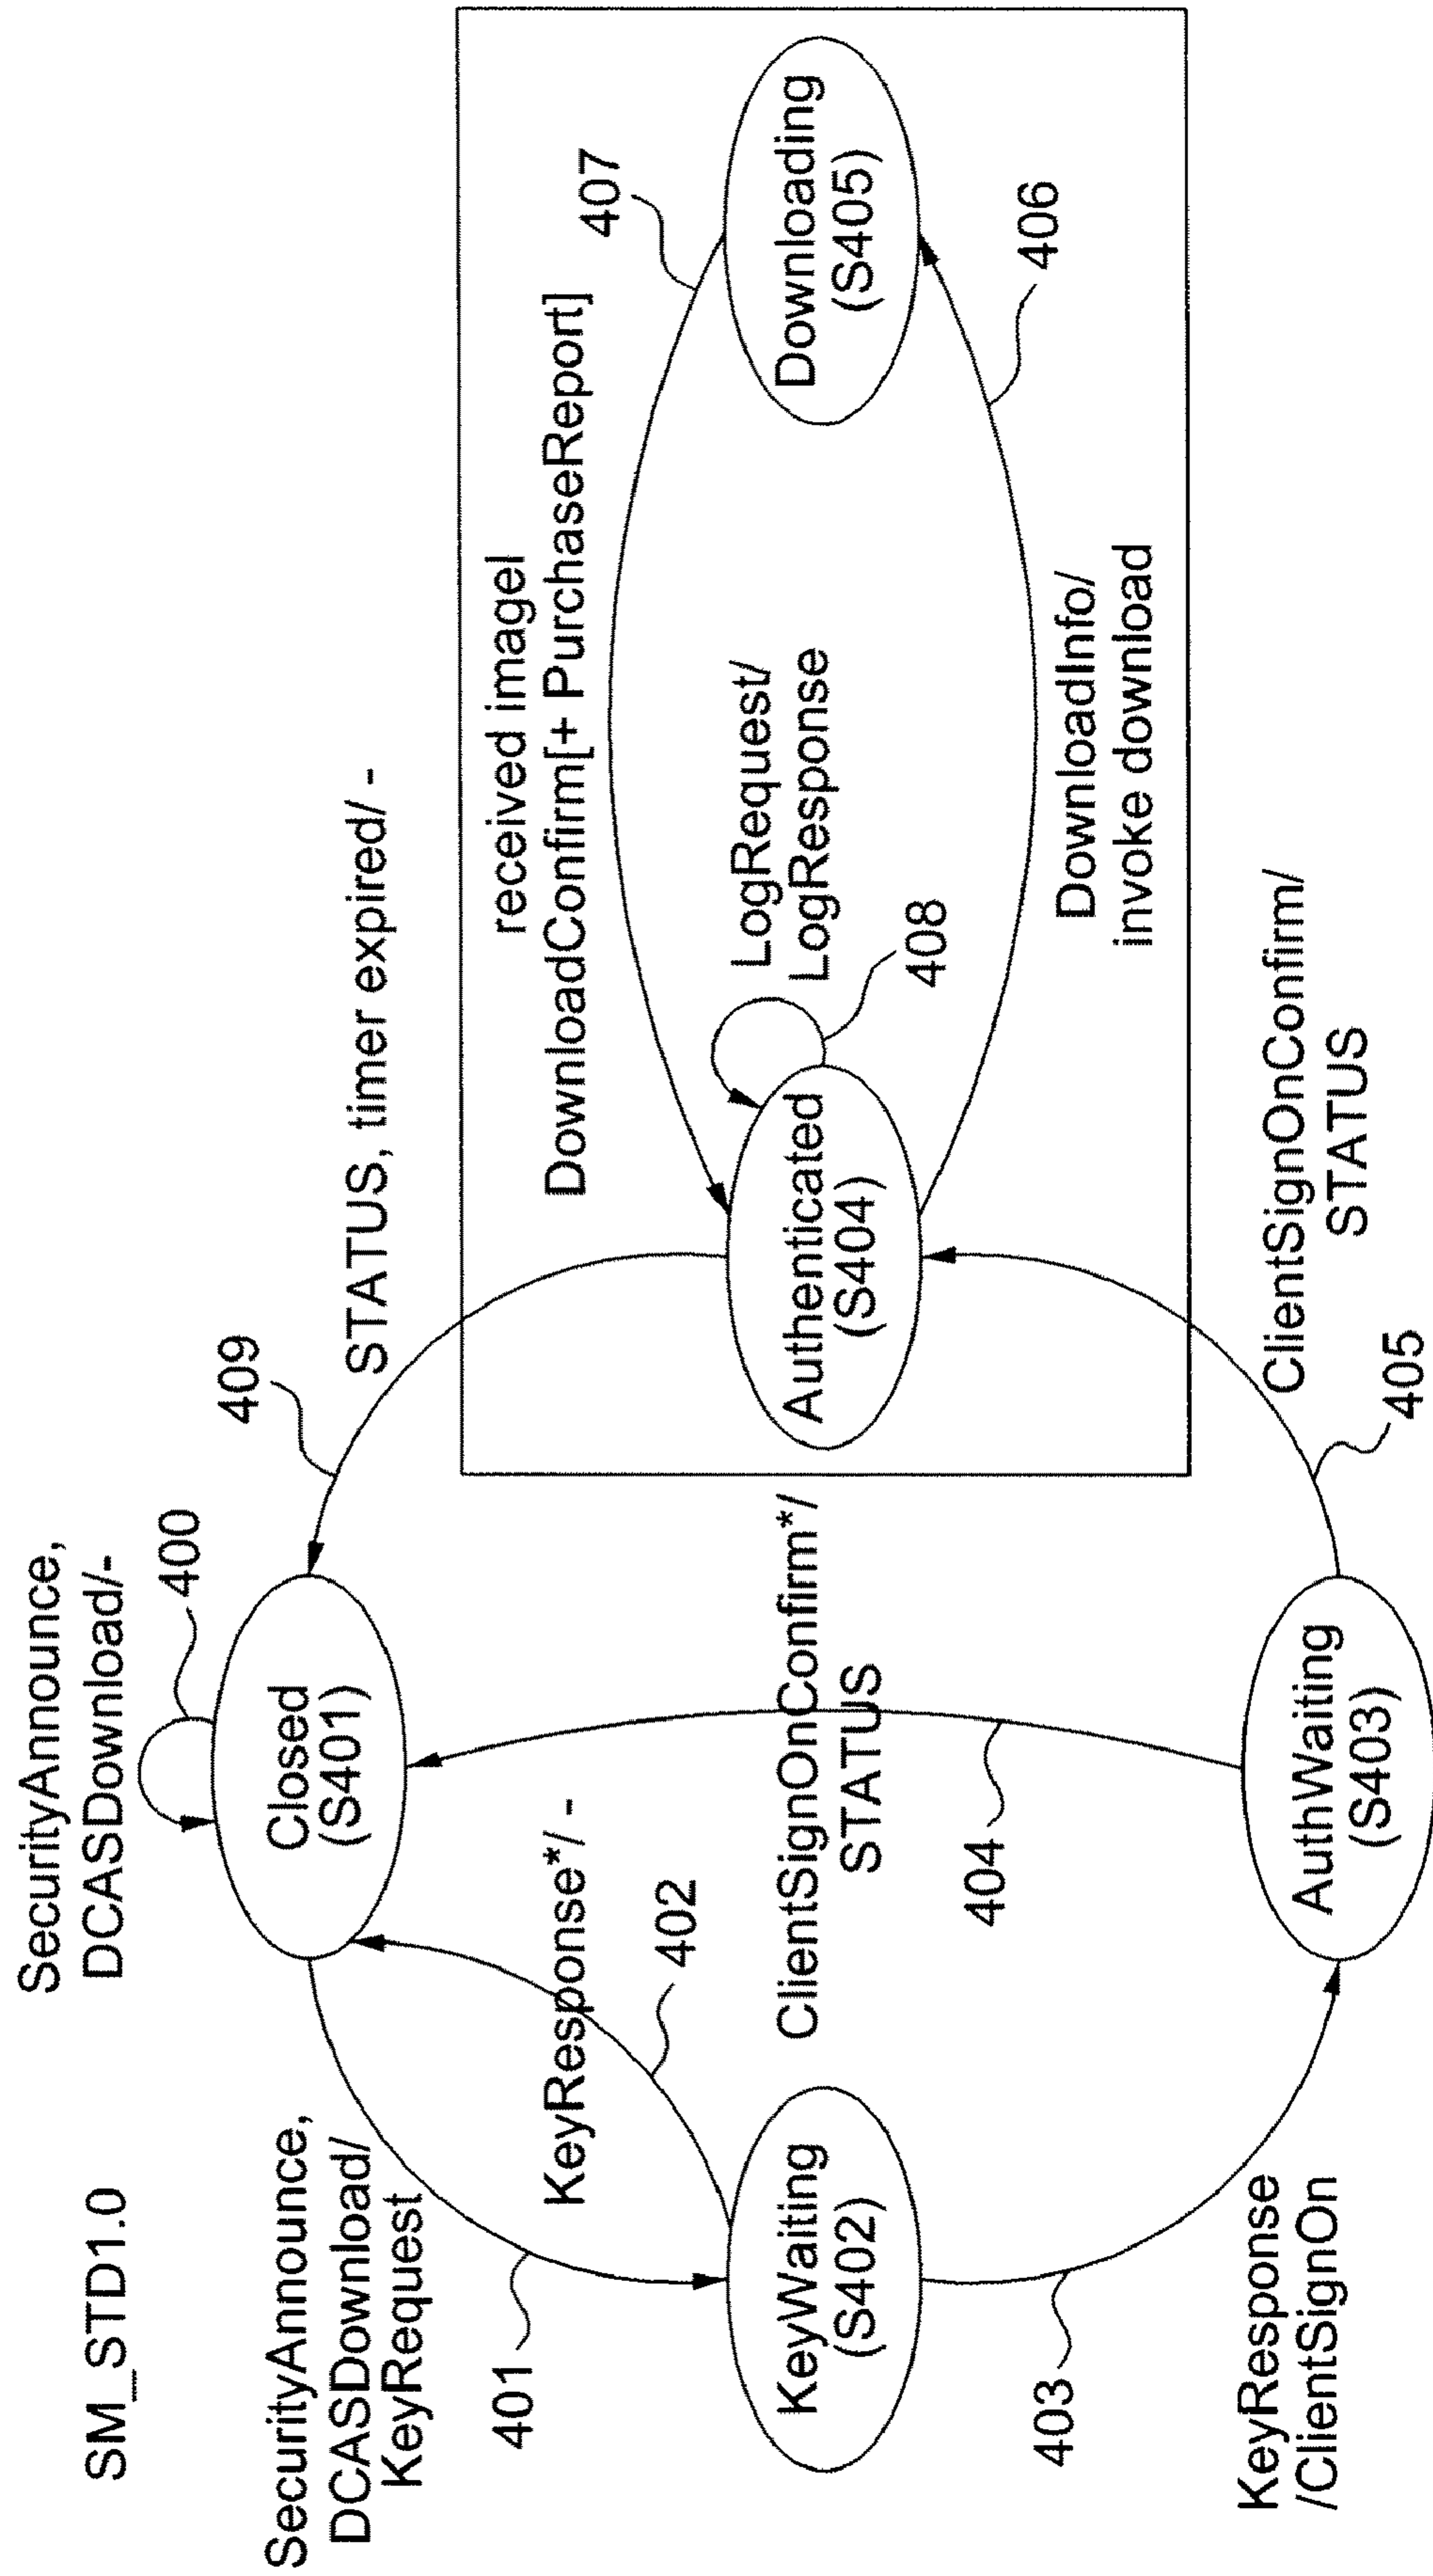 SM_STD1.0
SecurityAnnounce,
DCASDownload/-
400
Closed
(S401)
SecurityAnnounce,
DCASDownload/
KeyRequest
401
KeyResponse*/ -
402
KeyWaiting
(S402)
403
KeyResponse
/ClientSignOn
ClientSignOnConfirm*/
STATUS
404
AuthWaiting
(S403)
405
ClientSignOnConfirm/
STATUS
409
STATUS, timer expired/ -
received imageI
DownloadConfirm[+ PurchaseReport]
407
Authenticated
(S404)
LogRequest/
LogResponse
408
Downloading
(S405)
406
DownloadInfo/
invoke download